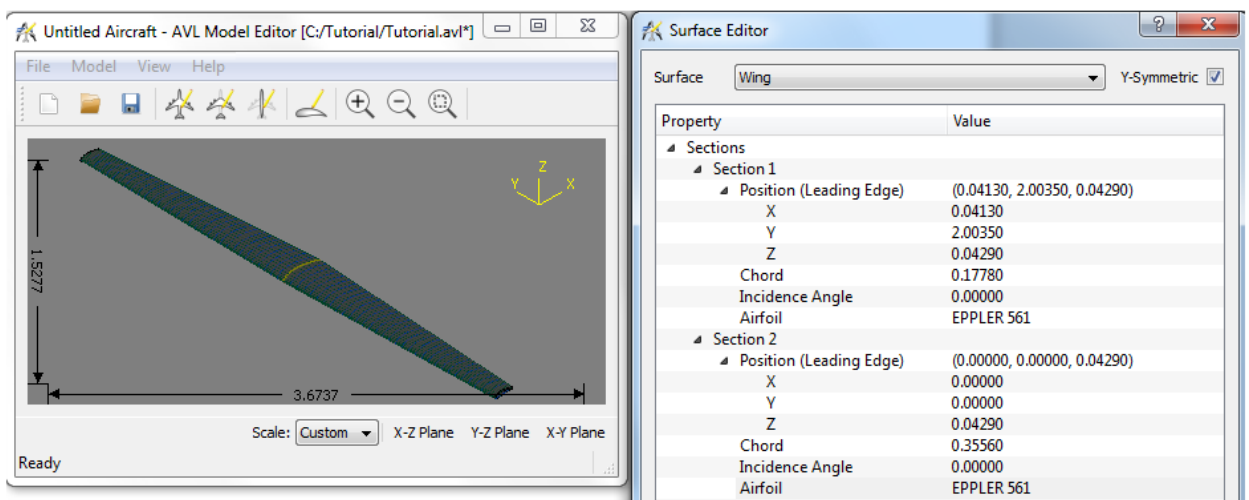 Untitled Aircraft - AVL Model Editor [C:/Tutorial/Tutorial.avl*]
File Model View Help
Z
Y X
1.5277
3.6737
Scale: Custom X-Z Plane Y-Z Plane X-Y Plane
Ready
Surface Editor
Surface Wing Y-Symmetric
Property Value
Sections
Section 1
Position (Leading Edge) (0.04130, 2.00350, 0.04290)
X 0.04130
Y 2.00350
Z 0.04290
Chord 0.17780
Incidence Angle 0.00000
Airfoil EPPLER 561
Section 2
Position (Leading Edge) (0.00000, 0.00000, 0.04290)
X 0.00000
Y 0.00000
Z 0.04290
Chord 0.35560
Incidence Angle 0.00000
Airfoil EPPLER 561